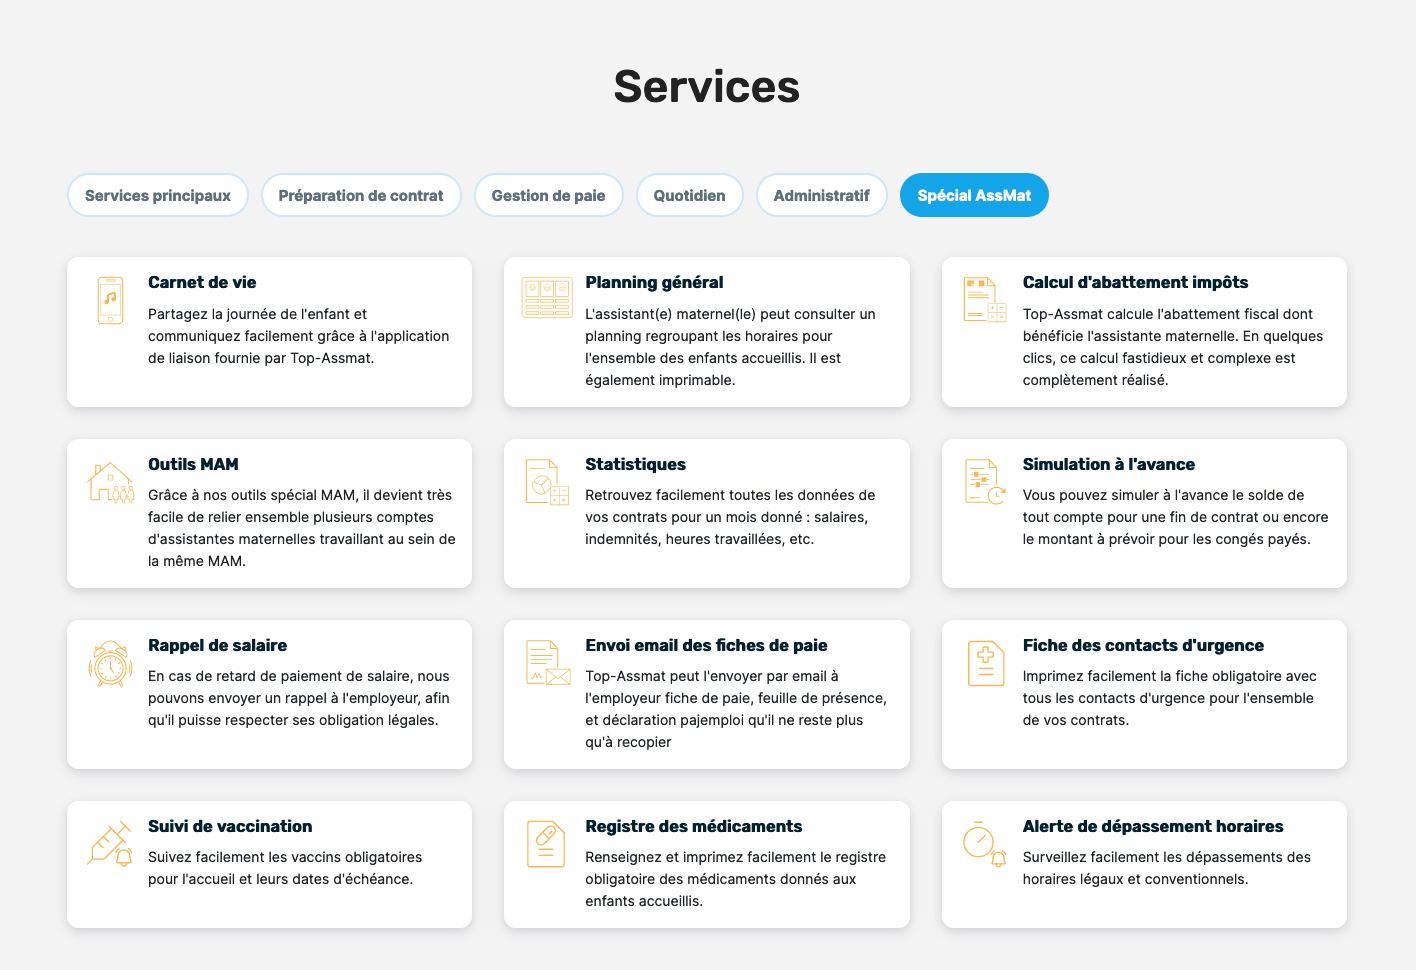 Services
Services principaux
Préparation de contrat
Gestion de paie
Quotidien
Administratif
Spécial AssMat
Carnet de vie
Partagez la journée de l'enfant et
communiquez facilement grâce à l'application
de liaison fournie par Top-Assmat.
Planning général
L'assistant(e) maternel(le) peut consulter un
planning regroupant les horaires pour
l'ensemble des enfants accueillis. Il est
également imprimable.
Calcul d'abattement impôts
Top-Assmat calcule l'abattement fiscal dont
bénéficie l'assistante maternelle. En quelques
clics, ce calcul fastidieux et complexe est
complètement réalisé.
Outils MAM
Grâce à nos outils spécial MAM, il devient très
facile de relier ensemble plusieurs comptes
d'assistantes maternelles travaillant au sein de
la même MAM.
Statistiques
Retrouvez facilement toutes les données de
vos contrats pour un mois donné : salaires,
indemnités, heures travaillées, etc.
Simulation à l'avance
Vous pouvez simuler à l'avance le solde de
tout compte pour une fin de contrat ou encore
le montant à prévoir pour les congés payés.
Rappel de salaire
En cas de retard de paiement de salaire, nous
pouvons envoyer un rappel à l'employeur, afin
qu'il puisse respecter ses obligation légales.
Envoi email des fiches de paie
Top-Assmat peut l'envoyer par email à
l'employeur fiche de paie, feuille de présence,
et déclaration pajemploi qu'il ne reste plus
qu'à recopier
Fiche des contacts d'urgence
Imprimez facilement la fiche obligatoire avec
tous les contacts d'urgence pour l'ensemble
de vos contrats.
Suivi de vaccination
Suivez facilement les vaccins obligatoires
pour l'accueil et leurs dates d'échéance.
Registre des médicaments
Renseignez et imprimez facilement le registre
obligatoire des médicaments donnés aux
enfants accueillis.
Alerte de dépassement horaires
Surveillez facilement les dépassements des
horaires légaux et conventionnels.